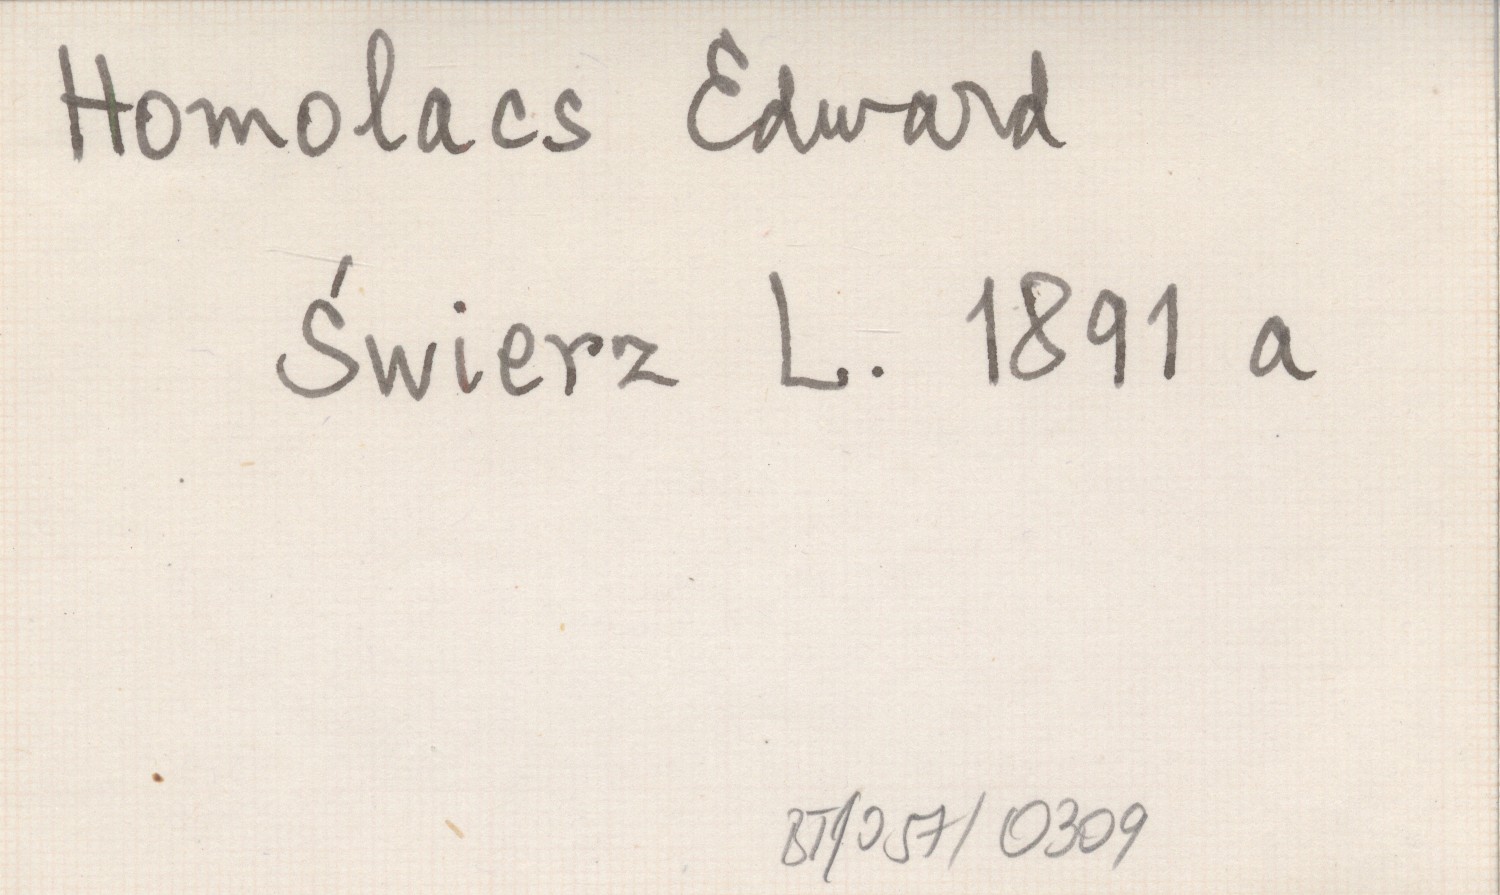 Homolacs Edward
Świerz L. 1891 a
BT/057/0309